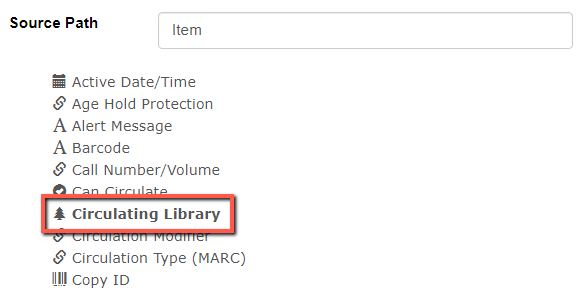 Source Path
Item
Active Date/Time
Age Hold Protection
Alert Message
Barcode
Call Number/Volume
Can Circulate
Circulating Library
Circulation Modifier
Circulation Type (MARC)
Copy ID